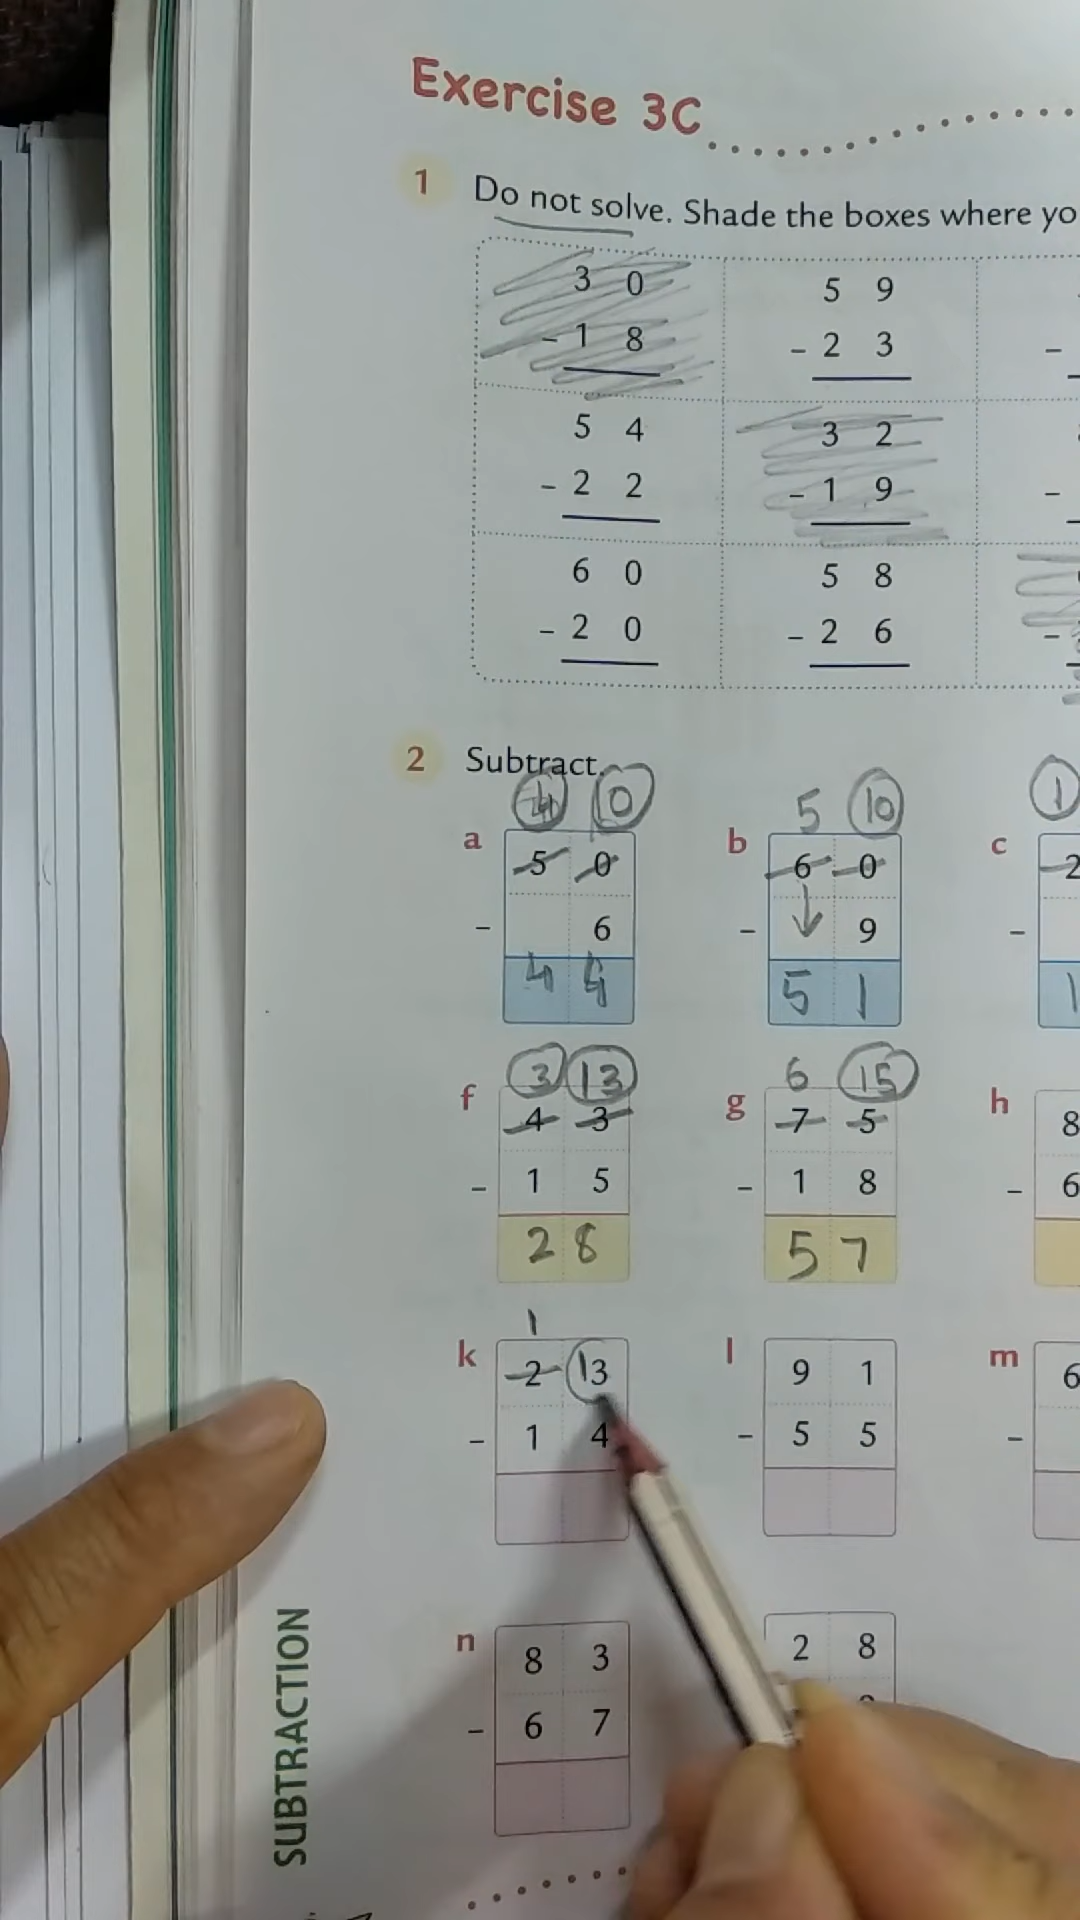 Exercise 3C
1 Do not solve. Shade the boxes where yo
3 0 5 9
- 1 8 - 2 3 -
5 4 3 2
- 2 2 - 1 9 -
6 0 5 8
- 2 0 - 2 6 -
2 Subtract.
4 10 5 10 1
a 5 0 b 6 0 c 2
- 6 - 9 -
4 4 5 1 1
3 13 6 15
f 4 3 g 7 5 h 8
- 1 5 - 1 8 - 6
2 8 5 7
1
k 2 13 l 9 1 m 6
- 1 4 - 5 5 -
n 8 3 2 8
- 6 7
SUBTRACTION